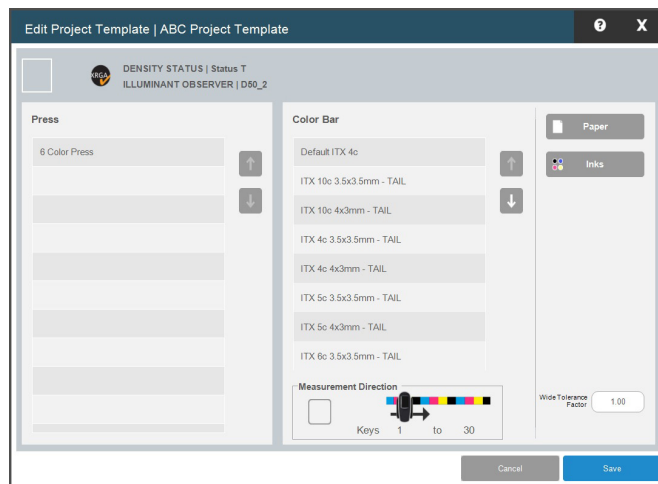 Edit Project Template | ABC Project Template
?
X
XRGA
DENSITY STATUS | Status T
ILLUMINANT OBSERVER | D50_2
Press
6 Color Press
Color Bar
Default ITX 4c
ITX 10c 3.5x3.5mm - TAIL
ITX 10c 4x3mm - TAIL
ITX 4c 3.5x3.5mm - TAIL
ITX 4c 4x3mm - TAIL
ITX 5c 3.5x3.5mm - TAIL
ITX 5c 4x3mm - TAIL
ITX 6c 3.5x3.5mm - TAIL
Measurement Direction
Keys 1 to 30
Paper
Inks
Wide Tolerance
Factor
1.00
Cancel
Save